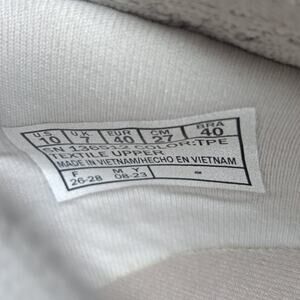 U.S U.K EUR CM BRA
10 7 40 27 40
SN 136512 COLOR:TPE
TEXTILE UPPER
MADE IN VIETNAM/HECHO EN VIETNAM
F M Y -
26-28 08-23